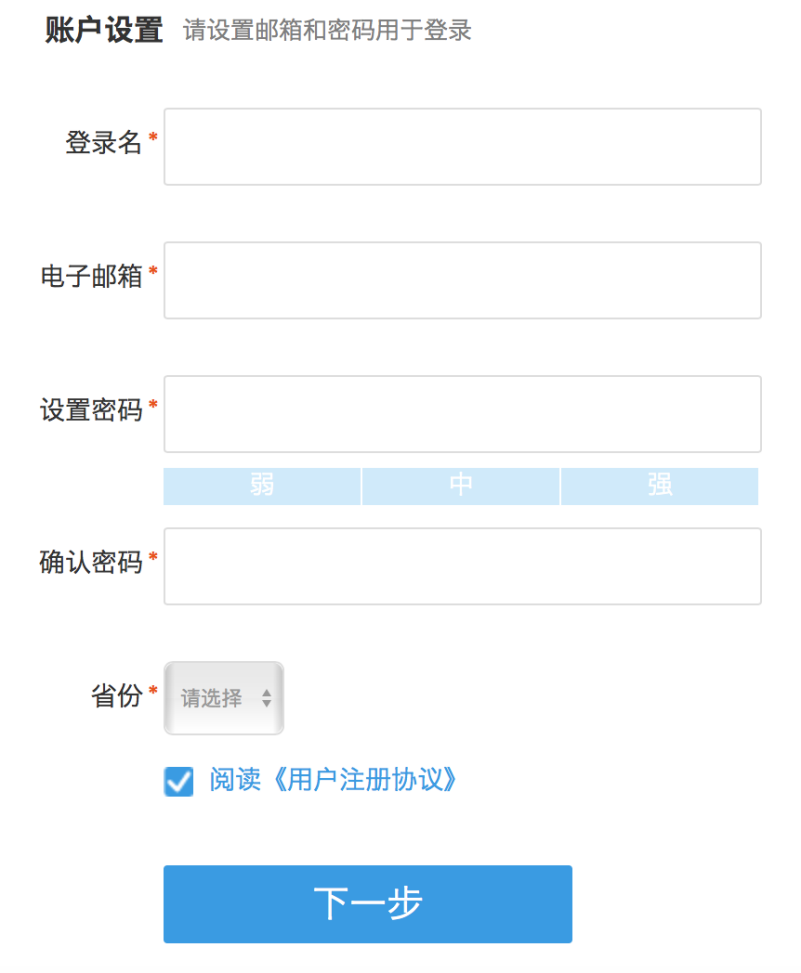 账户设置 请设置邮箱和密码用于登录
登录名*
电子邮箱*
设置密码*
弱 中 强
确认密码*
省份* 请选择
阅读《用户注册协议》
下一步